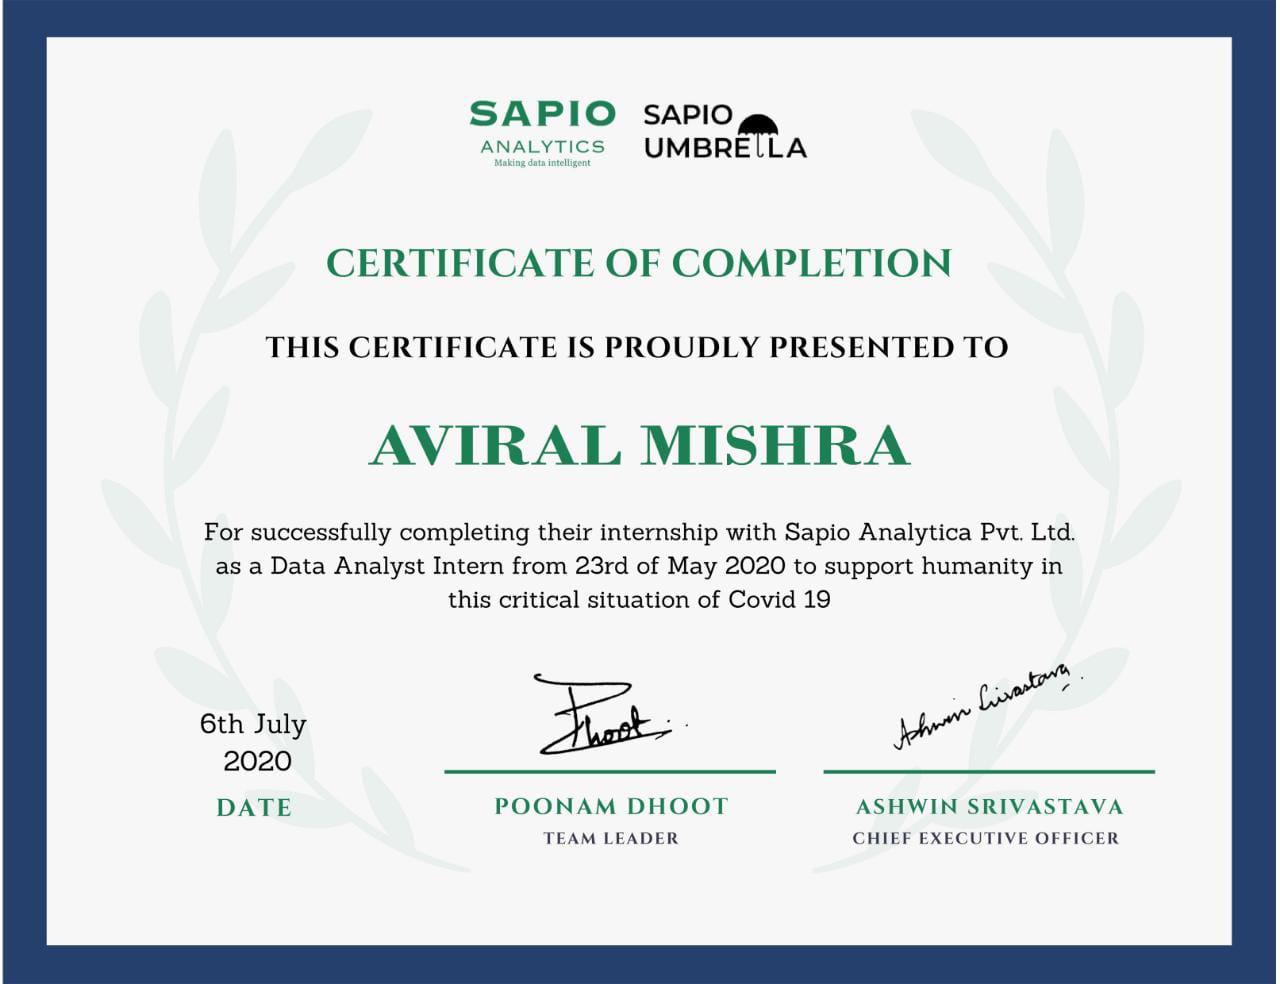 SAPIO
ANALYTICS
Making data intelligent
SAPIO
UMBRELLA
CERTIFICATE OF COMPLETION
THIS CERTIFICATE IS PROUDLY PRESENTED TO
AVIRAL MISHRA
For successfully completing their internship with Sapio Analytica Pvt. Ltd.
as a Data Analyst Intern from 23rd of May 2020 to support humanity in
this critical situation of Covid 19
6th July
2020
DATE
Dhoot
POONAM DHOOT
TEAM LEADER
Ashwin Srivastava
ASHWIN SRIVASTAVA
CHIEF EXECUTIVE OFFICER